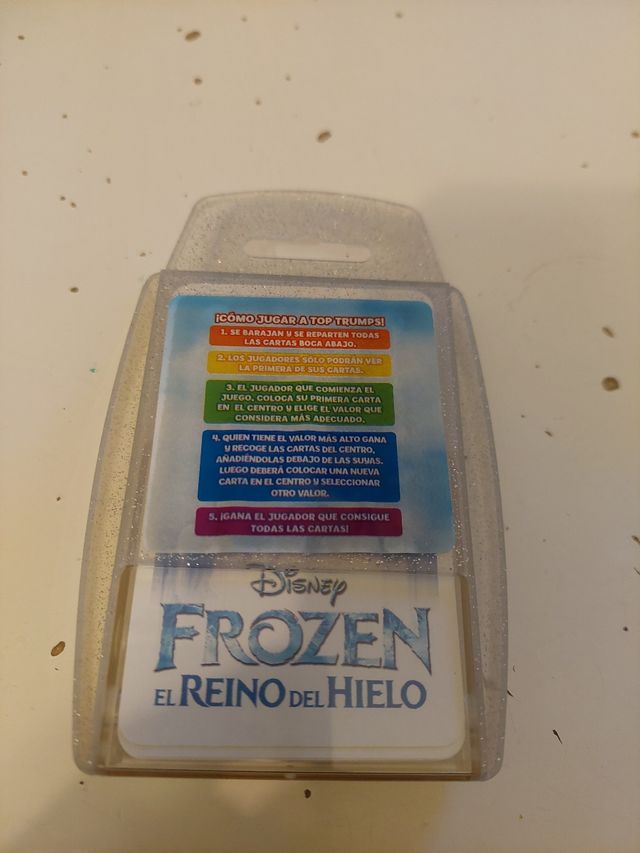 ¡CÓMO JUGAR A TOP TRUMPS!
1. SE BARAJAN Y SE REPARTEN TODAS
LAS CARTAS BOCA ABAJO.
2. LOS JUGADORES SÓLO PODRÁN VER
LA PRIMERA DE SUS CARTAS.
3. EL JUGADOR QUE COMIENZA EL
JUEGO, COLOCA SU PRIMERA CARTA
EN EL CENTRO Y ELIGE EL VALOR QUE
CONSIDERA MÁS ADECUADO.
4. QUIEN TIENE EL VALOR MÁS ALTO GANA
Y RECOGE LAS CARTAS DEL CENTRO,
AÑADIÉNDOLAS DEBAJO DE LAS SUYAS.
LUEGO DEBERÁ COLOCAR UNA NUEVA
CARTA EN EL CENTRO Y SELECCIONAR
OTRO VALOR.
5. ¡GANA EL JUGADOR QUE CONSIGUE
TODAS LAS CARTAS!
DISNEY
FROZEN
EL REINO DEL HIELO